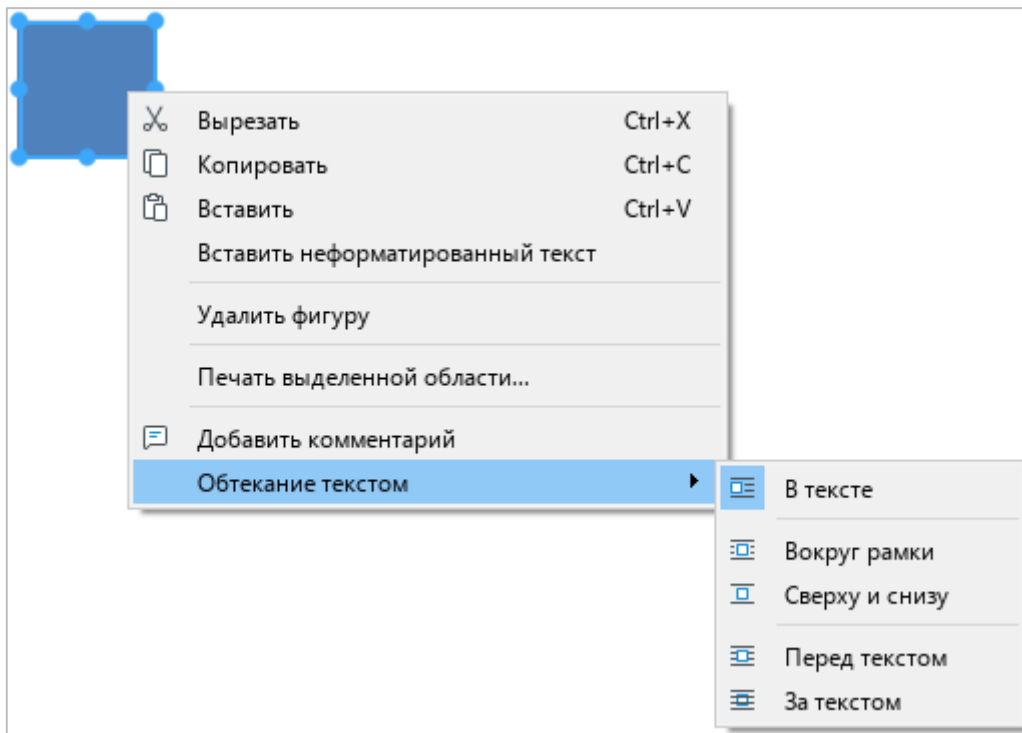 Вырезать Ctrl+X
Копировать Ctrl+C
Вставить Ctrl+V
Вставить неформатированный текст
Удалить фигуру
Печать выделенной области...
Добавить комментарий
Обтекание текстом
В тексте
Вокруг рамки
Сверху и снизу
Перед текстом
За текстом